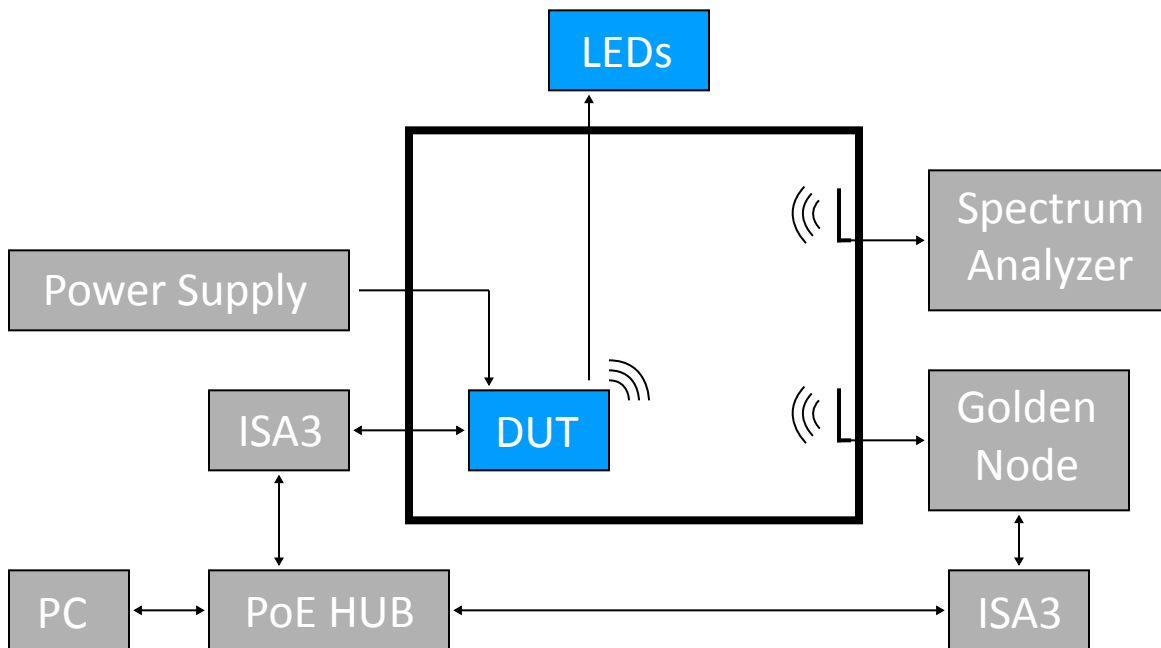 LEDs
Spectrum
Analyzer
Power Supply
ISA3
DUT
Golden
Node
PC
PoE HUB
ISA3